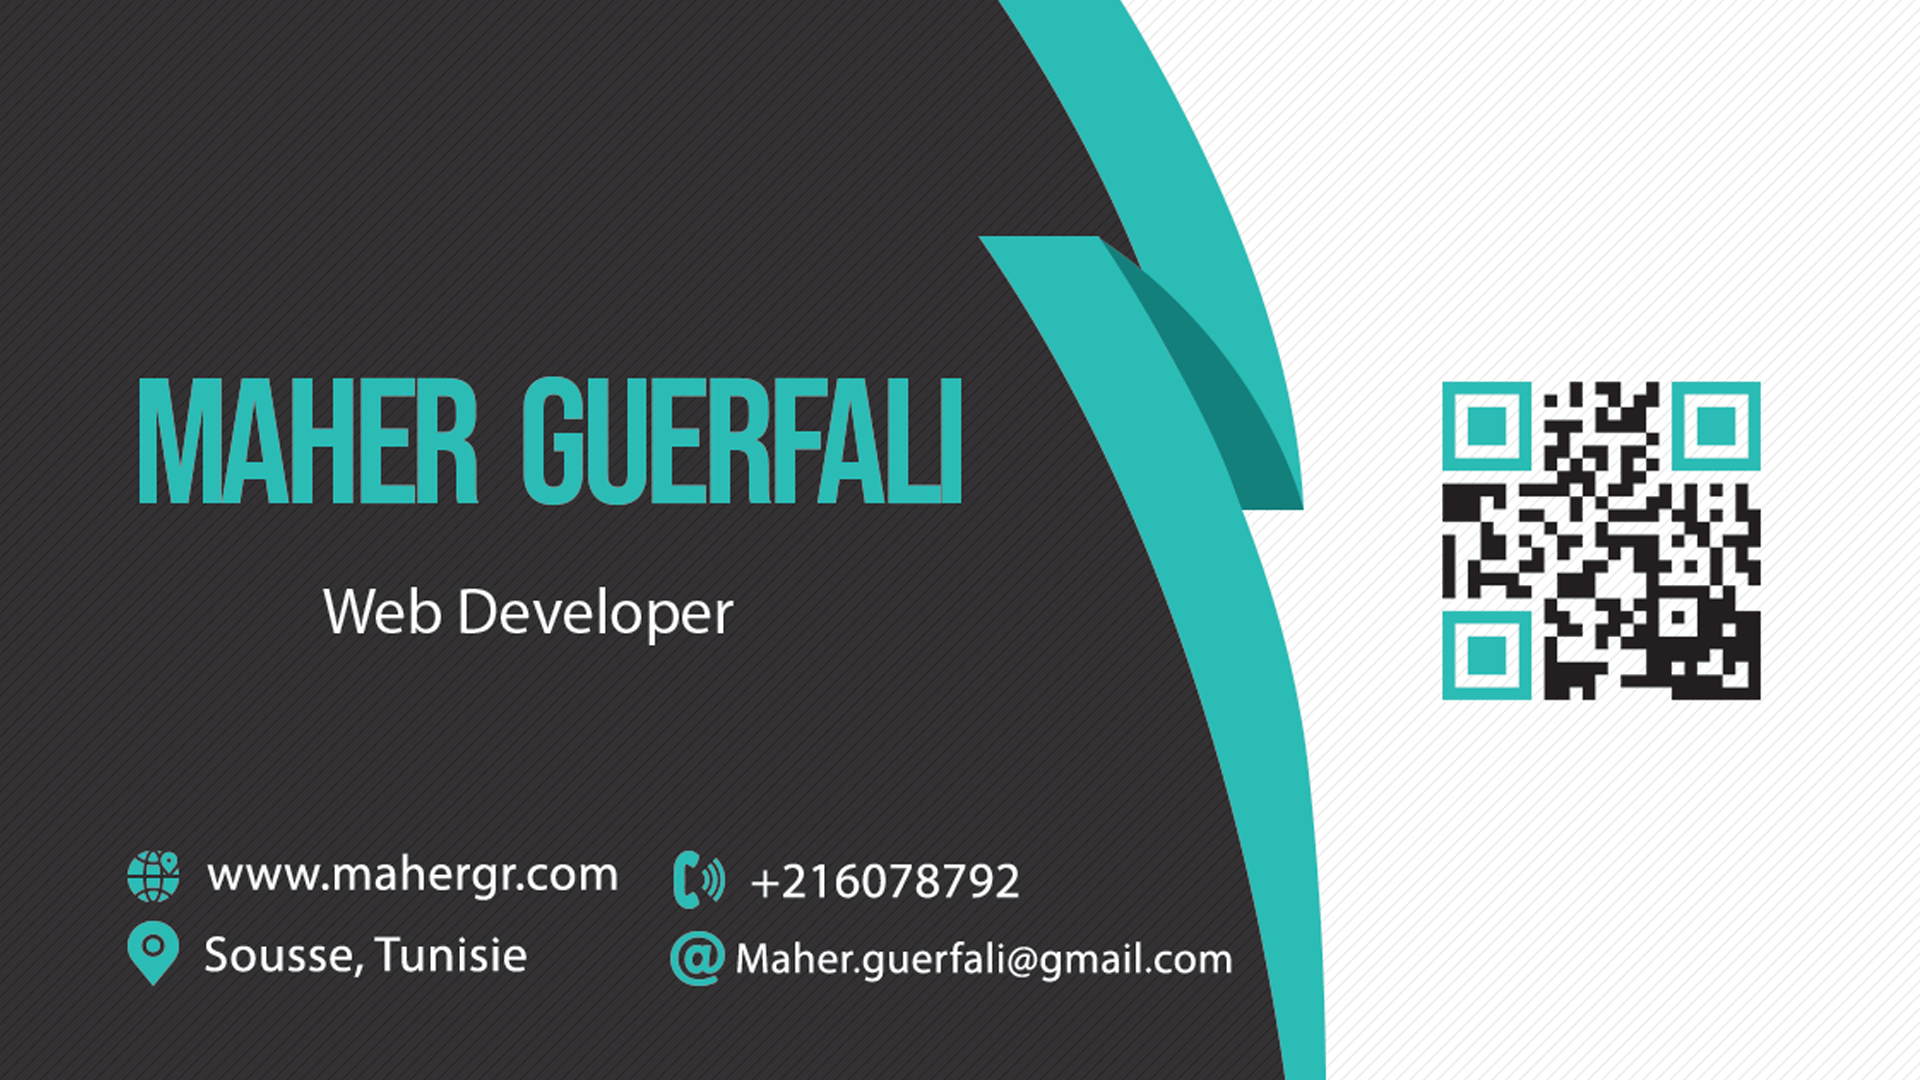 MAHER GUERFALI
Web Developer
www.mahergr.com
+216078792
Sousse, Tunisie
Maher.guerfali@gmail.com